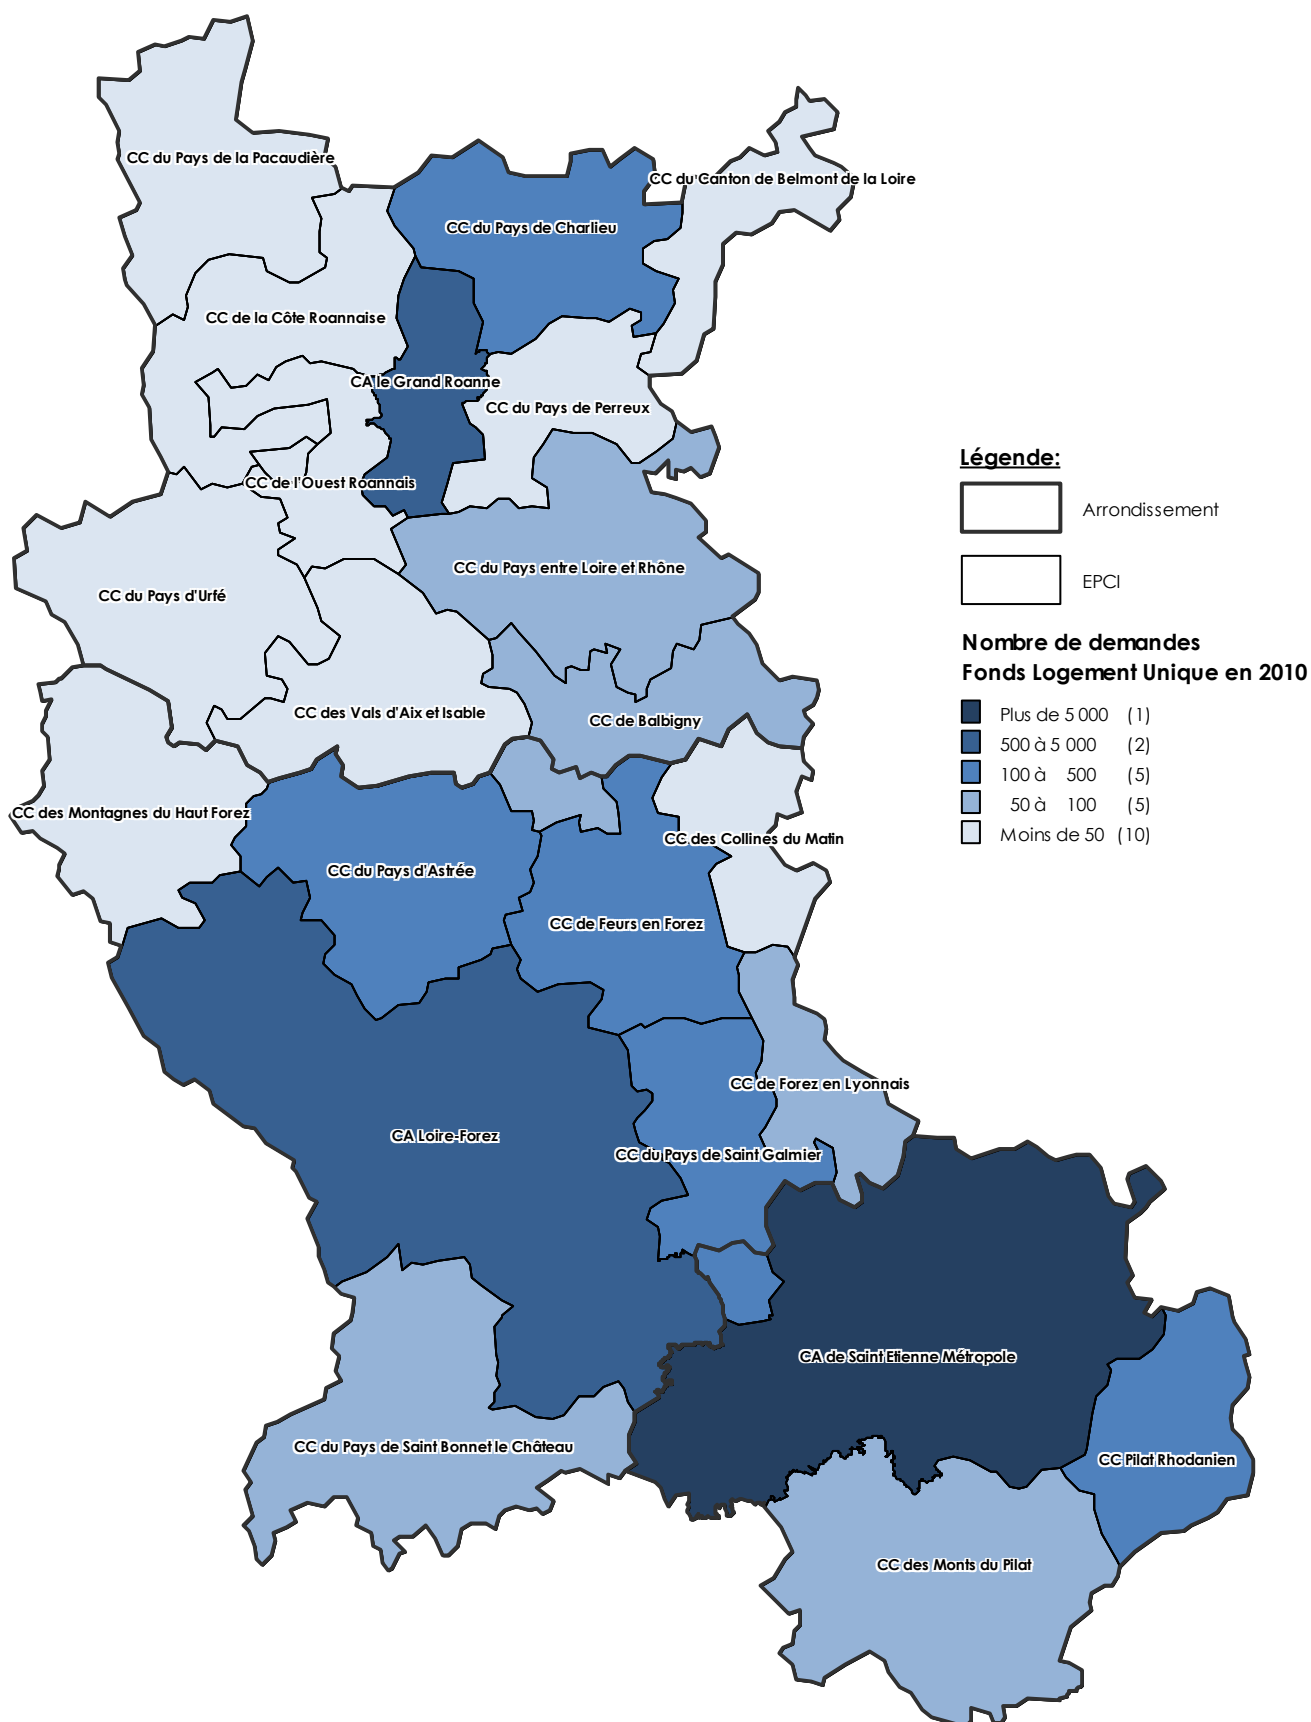 CC du Pays de la Pacaudière
CC du Canton de Belmont de la Loire
CC du Pays de Charlieu
CC de la Côte Roannaise
CA le Grand Roanne
CC du Pays de Perreux
CC de l'Ouest Roannais
CC du Pays entre Loire et Rhône
CC du Pays d'Urfé
CC des Vals d'Aix et Isable
CC de Balbigny
CC des Montagnes du Haut Forez
CC des Collines du Matin
CC du Pays d'Astrée
CC de Feurs en Forez
CC de Forez en Lyonnais
CA Loire-Forez
CC du Pays de Saint Galmier
CA de Saint Etienne Métropole
CC du Pays de Saint Bonnet le Château
CC Pilat Rhodanien
CC des Monts du Pilat
Légende:
Arrondissement
EPCI
Nombre de demandes
Fonds Logement Unique en 2010
Plus de 5 000 (1)
500 à 5 000 (2)
100 à 500 (5)
50 à 100 (5)
Moins de 50 (10)